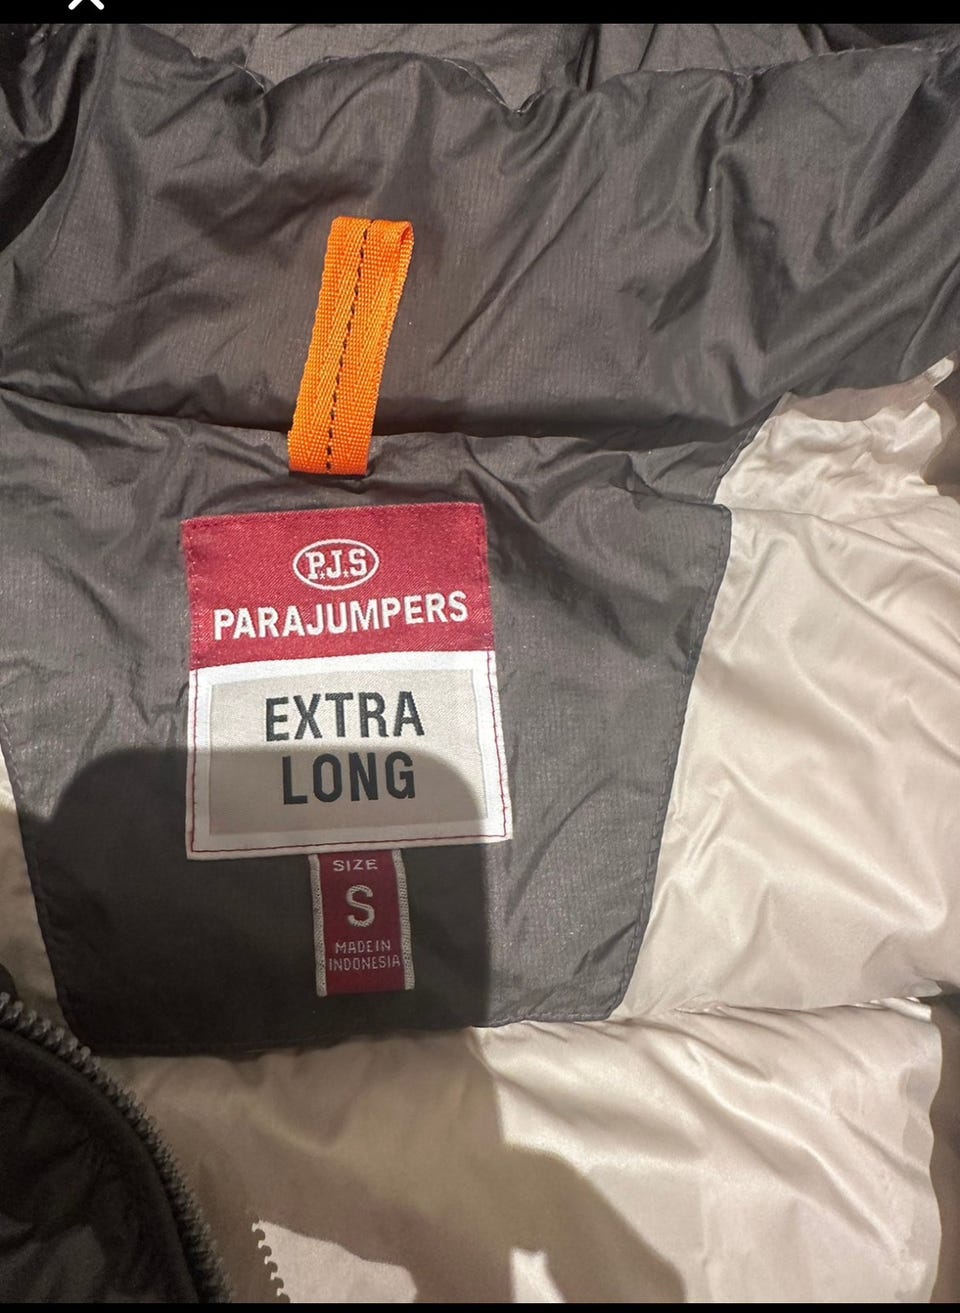 P.J.S
PARAJUMPERS
EXTRA
LONG
SIZE
S
MADE IN
INDONESIA